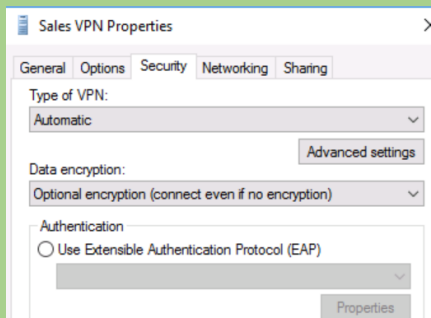 Sales VPN Properties
General Options Security Networking Sharing
Type of VPN:
Automatic
Advanced settings
Data encryption:
Optional encryption (connect even if no encryption)
Authentication
Use Extensible Authentication Protocol (EAP)
Properties